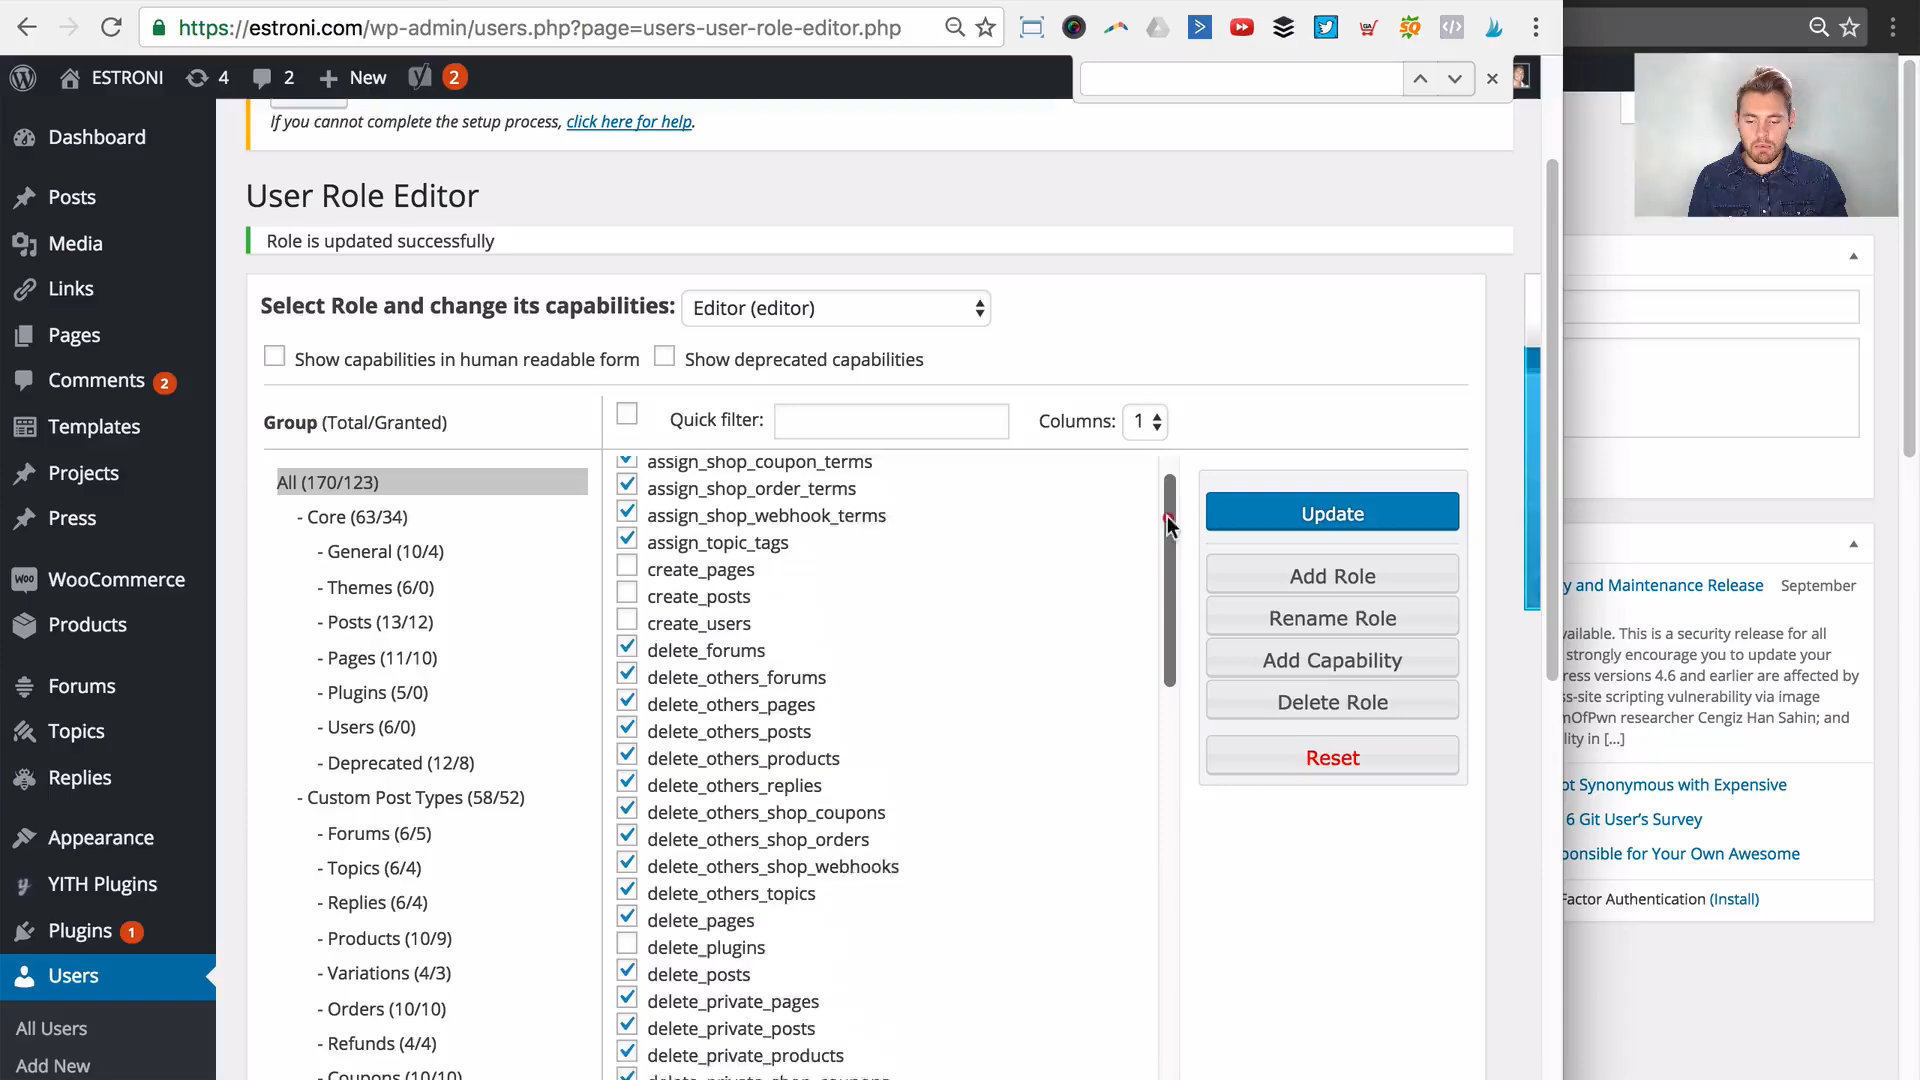 https://estroni.com/wp-admin/users.php?page=users-user-role-editor.php
ESTRONI
4
2
New
2
If you cannot complete the setup process, click here for help.
Dashboard
Posts
Media
Links
Pages
Comments 2
Templates
Projects
Press
WooCommerce
Products
Forums
Topics
Replies
Appearance
YITH Plugins
Plugins 1
Users
All Users
Add New
User Role Editor
Role is updated successfully
Select Role and change its capabilities: Editor (editor)
Show capabilities in human readable form
Show deprecated capabilities
Group (Total/Granted)
Quick filter:
Columns: 1
All (170/123)
- Core (63/34)
- General (10/4)
- Themes (6/0)
- Posts (13/12)
- Pages (11/10)
- Plugins (5/0)
- Users (6/0)
- Deprecated (12/8)
- Custom Post Types (58/52)
- Forums (6/5)
- Topics (6/4)
- Replies (6/4)
- Products (10/9)
- Variations (4/3)
- Orders (10/10)
- Refunds (4/4)
- Coupons (10/10)
assign_shop_coupon_terms
assign_shop_order_terms
assign_shop_webhook_terms
assign_topic_tags
create_pages
create_posts
create_users
delete_forums
delete_others_forums
delete_others_pages
delete_others_posts
delete_others_products
delete_others_replies
delete_others_shop_coupons
delete_others_shop_orders
delete_others_shop_webhooks
delete_others_topics
delete_pages
delete_plugins
delete_posts
delete_private_pages
delete_private_posts
delete_private_products
Update
Add Role
Rename Role
Add Capability
Delete Role
Reset
y and Maintenance Release September
vailable. This is a security release for all
strongly encourage you to update your
ress versions 4.6 and earlier are affected by
ss-site scripting vulnerability via image
mOfPwn researcher Cengiz Han Sahin; and
lity in [...]
ot Synonymous with Expensive
6 Git User's Survey
ponsible for Your Own Awesome
Factor Authentication (Install)